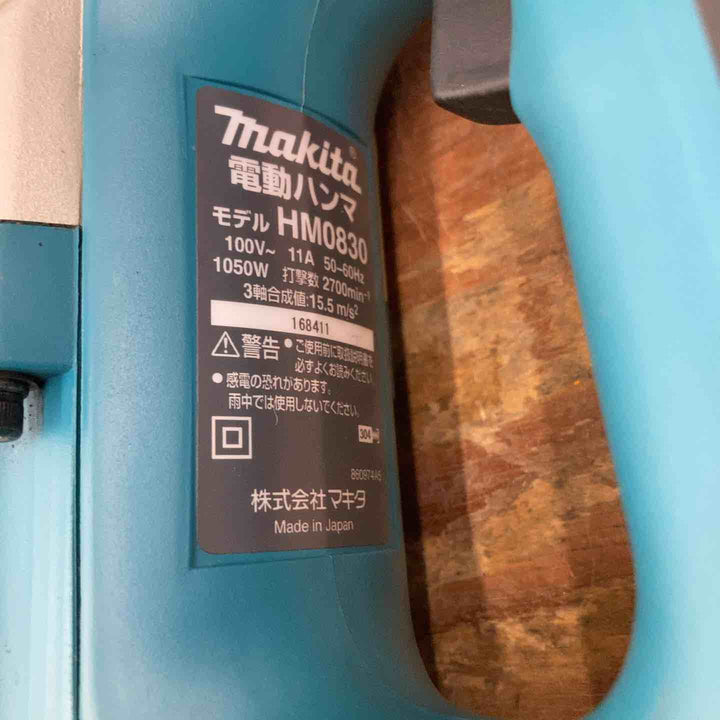 makita®
電動ハンマ
モデル HM0830
100V~ 11A 50-60Hz
1050W 打撃数 2700min⁻¹
3軸合成値:15.5 m/s²
168411
警告 •ご使用前に取扱説明書を
必ずよくお読みください。
•感電の恐れがあります。
雨中では使用しないでください。
304
株式会社マキタ
Made in Japan